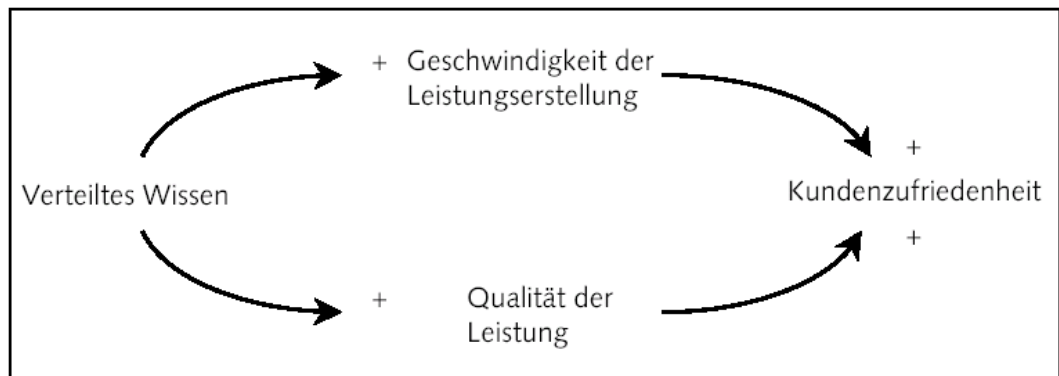 + Geschwindigkeit der
Leistungserstellung
+
Verteiltes Wissen
Kundenzufriedenheit
+
+ Qualität der
Leistung